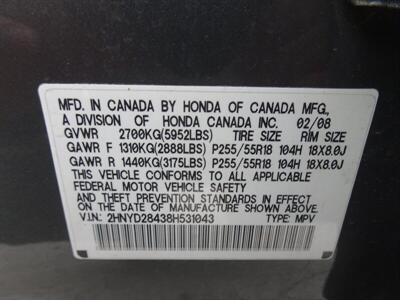 MFD. IN CANADA BY HONDA OF CANADA MFG.,
A DIVISION OF HONDA CANADA INC. 02/08
GVWR 2700KG(5952LBS) TIRE SIZE RIM SIZE
GAWR F 1310KG(2888LBS) P255/55R18 104H 18X8.0J
GAWR R 1440KG(3175LBS) P255/55R18 104H 18X8.0J
THIS VEHICLE CONFORMS TO ALL APPLICABLE
FEDERAL MOTOR VEHICLE SAFETY
AND THEFT PREVENTION STANDARDS IN EFFECT
ON THE DATE OF MANUFACTURE SHOWN ABOVE.
V.I.N.: 2HNYD28438H531043 TYPE: MPV